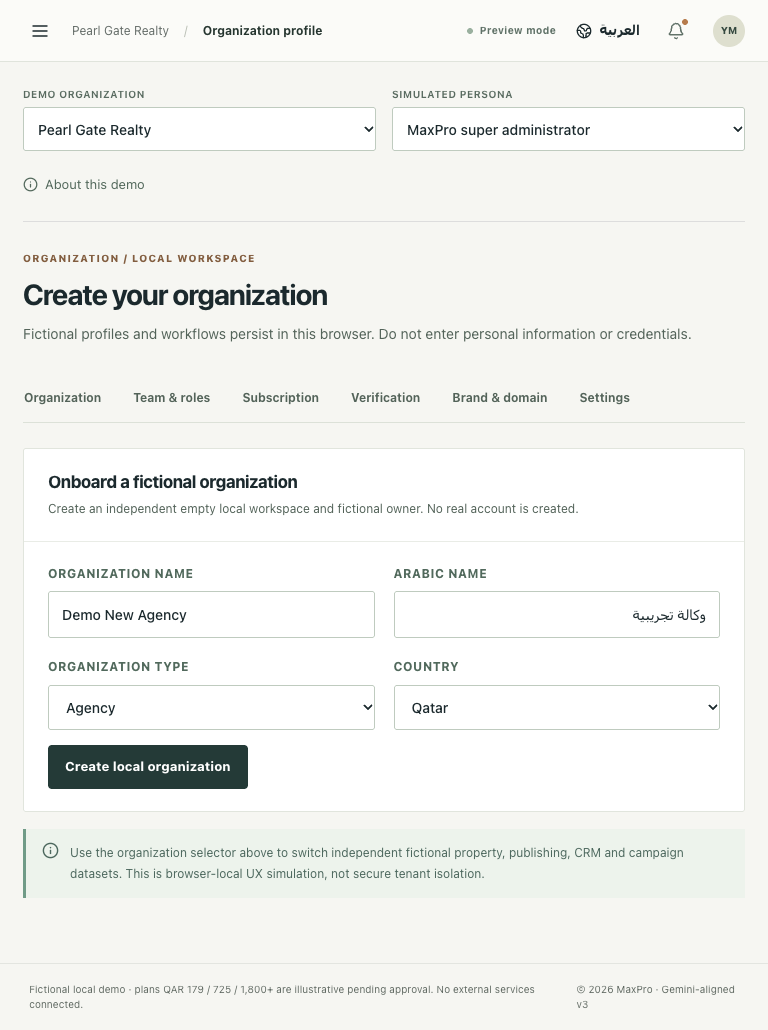 Pearl Gate Realty / Organization profile
Preview mode
العربية
YM
DEMO ORGANIZATION
Pearl Gate Realty
SIMULATED PERSONA
MaxPro super administrator
About this demo
ORGANIZATION / LOCAL WORKSPACE
Create your organization
Fictional profiles and workflows persist in this browser. Do not enter personal information or credentials.
Organization
Team & roles
Subscription
Verification
Brand & domain
Settings
Onboard a fictional organization
Create an independent empty local workspace and fictional owner. No real account is created.
ORGANIZATION NAME
Demo New Agency
ARABIC NAME
وكالة تجريبية
ORGANIZATION TYPE
Agency
COUNTRY
Qatar
Create local organization
Use the organization selector above to switch independent fictional property, publishing, CRM and campaign
datasets. This is browser-local UX simulation, not secure tenant isolation.
Fictional local demo · plans QAR 179 / 725 / 1,800+ are illustrative pending approval. No external services
connected.
© 2026 MaxPro · Gemini-aligned
v3